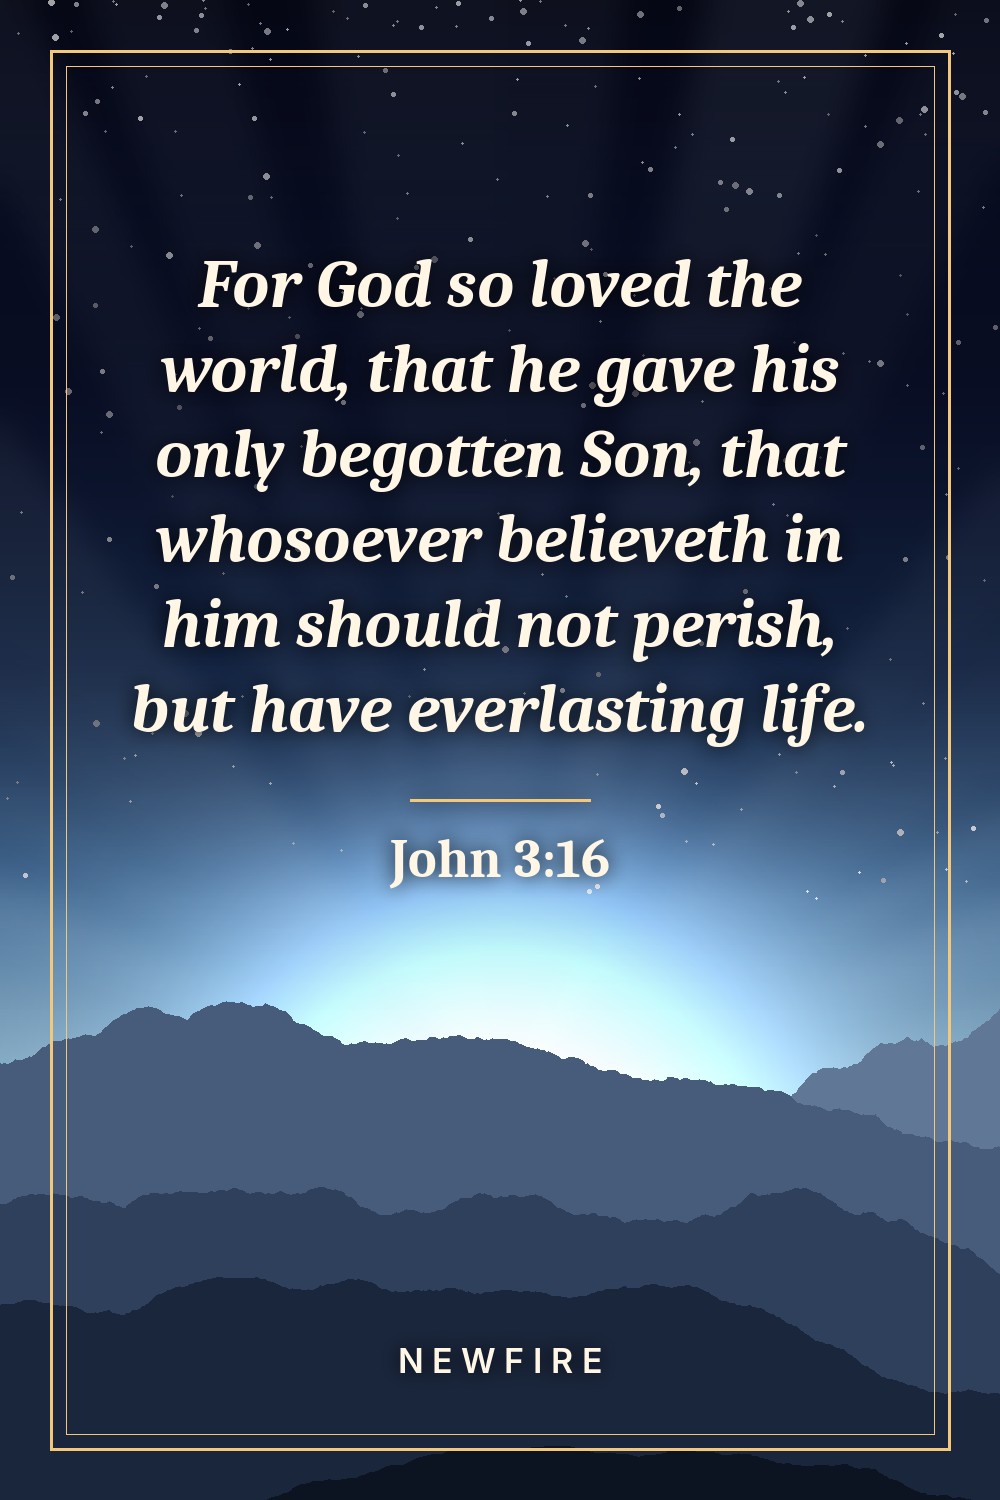 For God so loved the
world, that he gave his
only begotten Son, that
whosoever believeth in
him should not perish,
but have everlasting life.
John 3:16
NEWFIRE